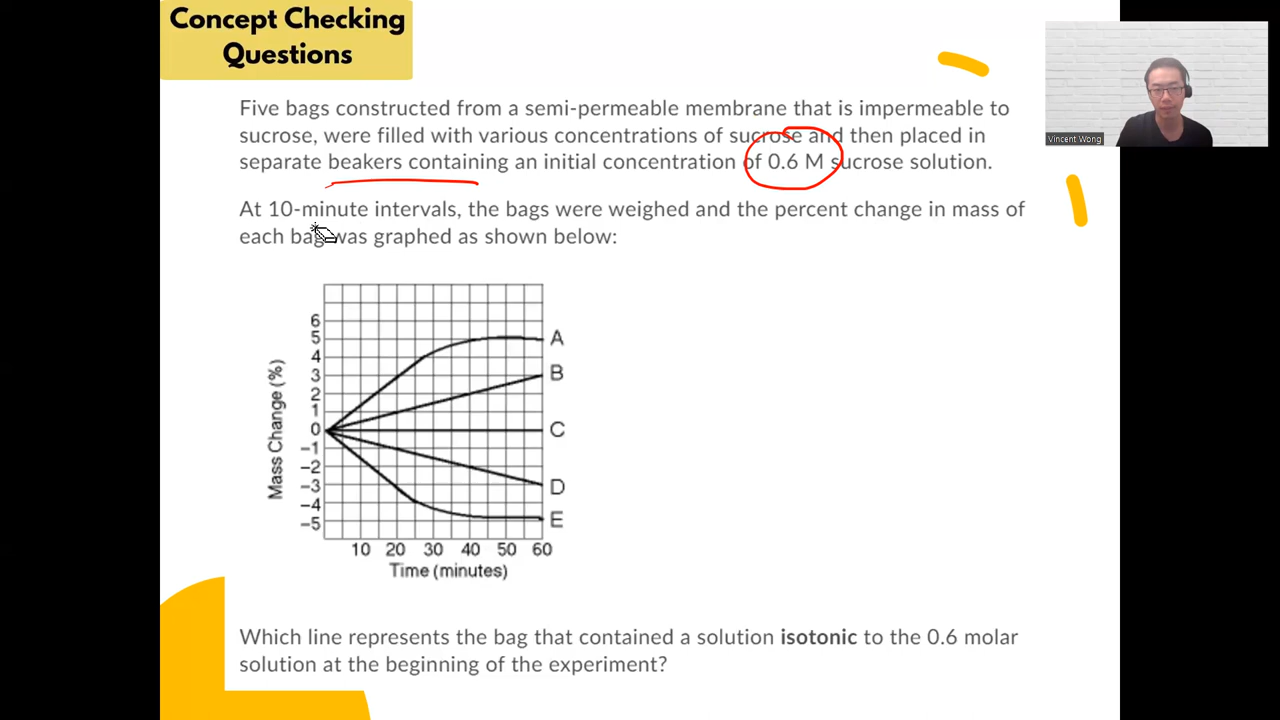 Concept Checking
Questions
Vincent Wong
Five bags constructed from a semi-permeable membrane that is impermeable to
sucrose, were filled with various concentrations of sucrose and then placed in
separate beakers containing an initial concentration of 0.6 M sucrose solution.
At 10-minute intervals, the bags were weighed and the percent change in mass of
each bag was graphed as shown below:
Mass Change (%)
6
5
4
3
2
1
0
−1
−2
−3
−4
−5
A
B
C
D
E
10 20 30 40 50 60
Time (minutes)
Which line represents the bag that contained a solution isotonic to the 0.6 molar
solution at the beginning of the experiment?